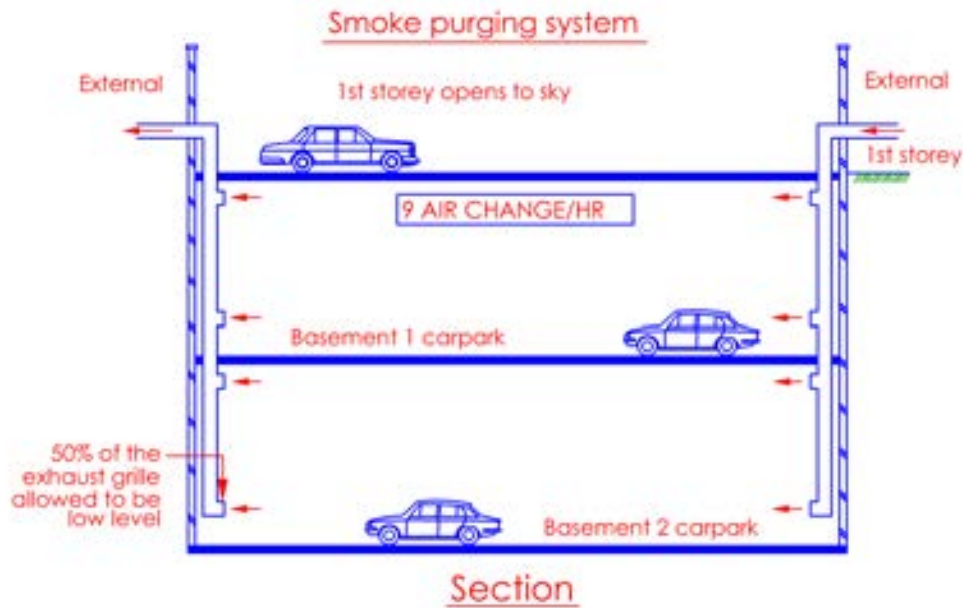 Smoke purging system
External
External
1st storey opens to sky
1st storey
9 AIR CHANGE/HR
Basement 1 carpark
50% of the
exhaust grille
allowed to be
low level
Basement 2 carpark
Section